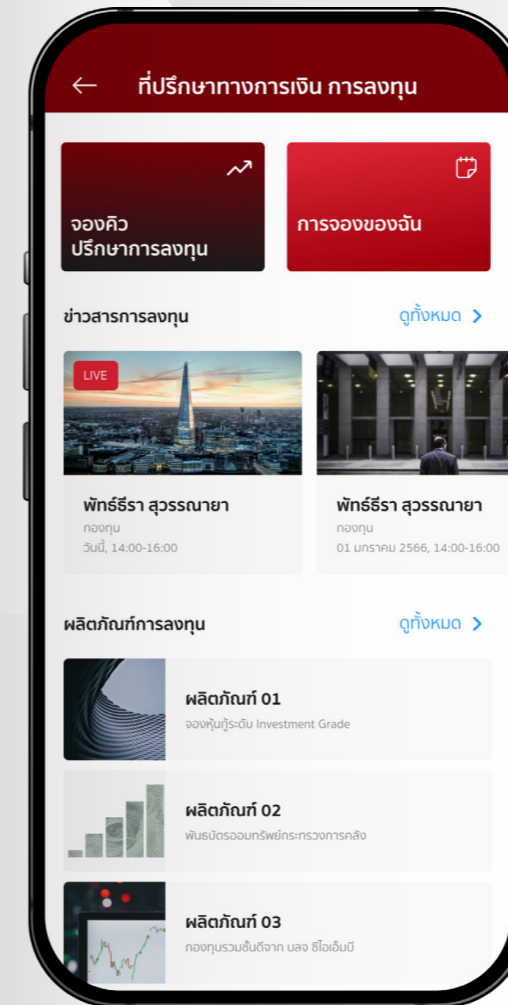 ที่ปรึกษาทางการเงิน การลงทุน
จองคิว
ปรึกษาการลงทุน
การจองของฉัน
ข่าวสารการลงทุน
ดูทั้งหมด
LIVE
พัทธ์ธีรา สุวรรณายา
กองทุน
วันนี้, 14:00-16:00
พัทธ์ธีรา สุวรรณายา
กองทุน
01 มกราคม 2566, 14:00-16:00
ผลิตภัณฑ์การลงทุน
ดูทั้งหมด
ผลิตภัณฑ์ 01
จองหุ้นกู้ระดับ Investment Grade
ผลิตภัณฑ์ 02
พันธบัตรออมทรัพย์กระทรวงการคลัง
ผลิตภัณฑ์ 03
กองทุนรวมชั้นดีจาก บลจ ซีไอเอ็มบี